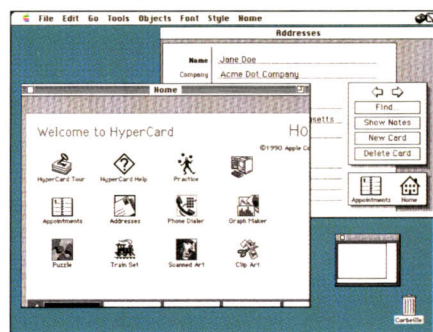 File Edit Go Tools Objects Font Style Home
Addresses
Name Jane Doe
Company Acme Dot Company
setts
Find
Show Notes
New Card
Delete Card
Appointments Home
Home
Welcome to HyperCard
Ho
©1990 Apple Co
HyperCard Tour HyperCard Help Practice
Appointments Addresses Phone Dialer Graph Maker
Puzzle Train Set Scanned Art Clip Art
Corbeille